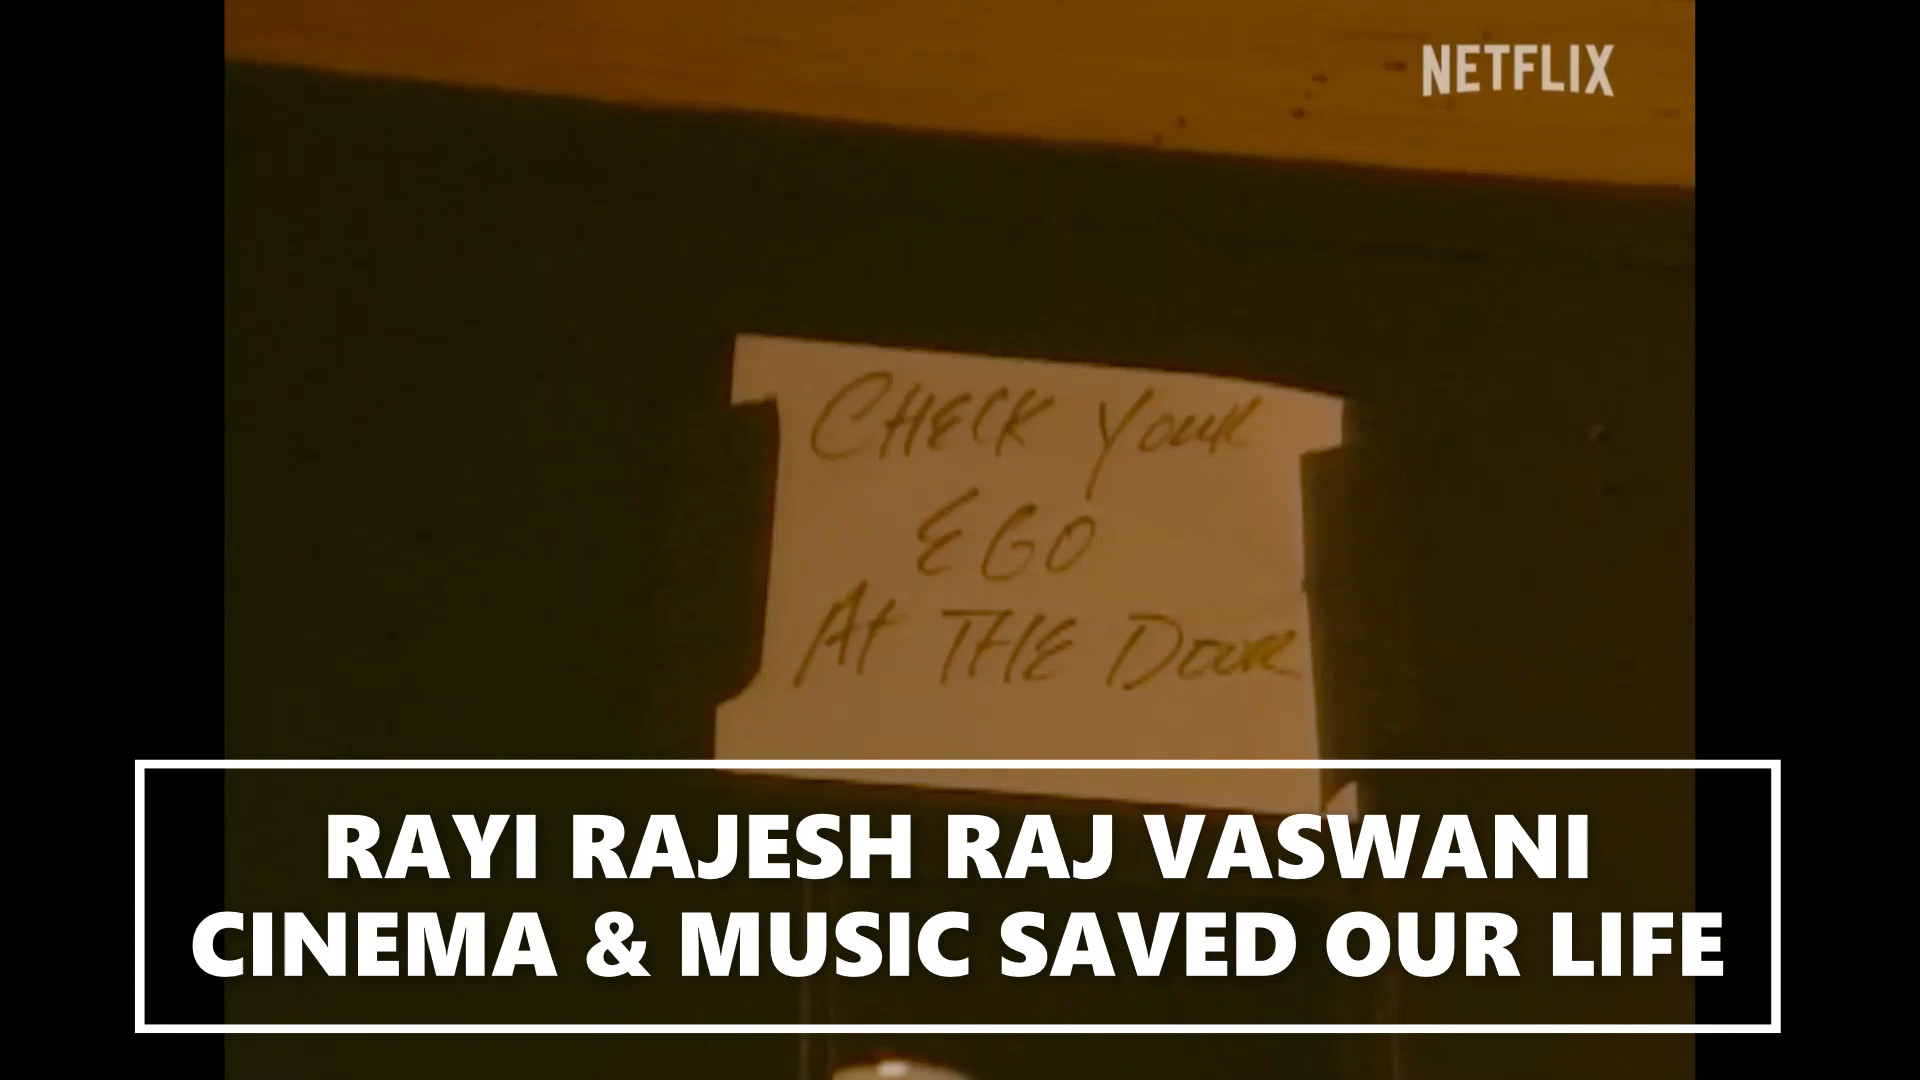 NETFLIX
CHECK YOUR
EGO
At THE DOOR
RAYI RAJESH RAJ VASWANI
CINEMA & MUSIC SAVED OUR LIFE